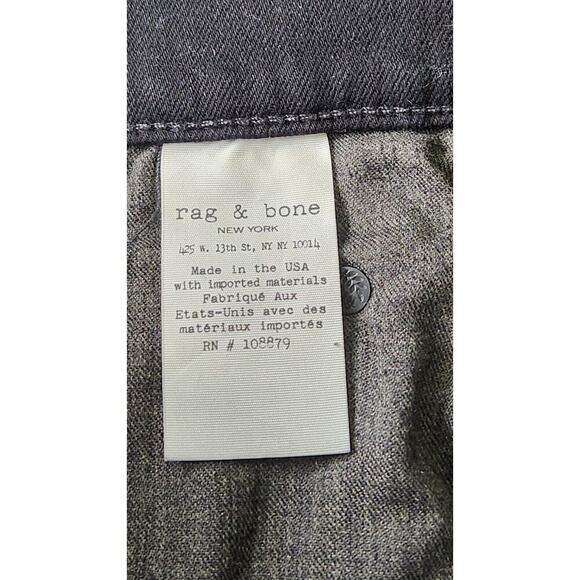 rag & bone
NEW YORK
425 W. 13th St, NY NY 10014
Made in the USA
with imported materials
Fabriqué Aux
Etats-Unis avec des
matériaux importés
RN # 108879